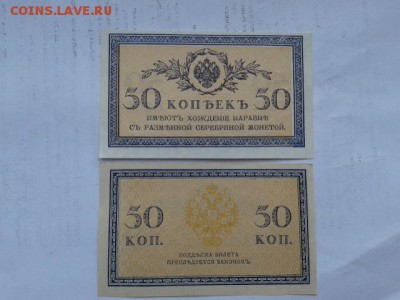 COINS.LAVE.RU
50 КОПѢЕКЪ 50
ИМѢЮТЪ ХОЖДЕНІЕ НАРАВНѢ
СЪ РАЗМѢННОЙ СЕРЕБРЯНОЙ МОНЕТОЙ.
50 50
КОП. КОП.
ПОДДѢЛКА БИЛЕТА
ПРЕСЛѢДУЕТСЯ ЗАКОНОМЪ.